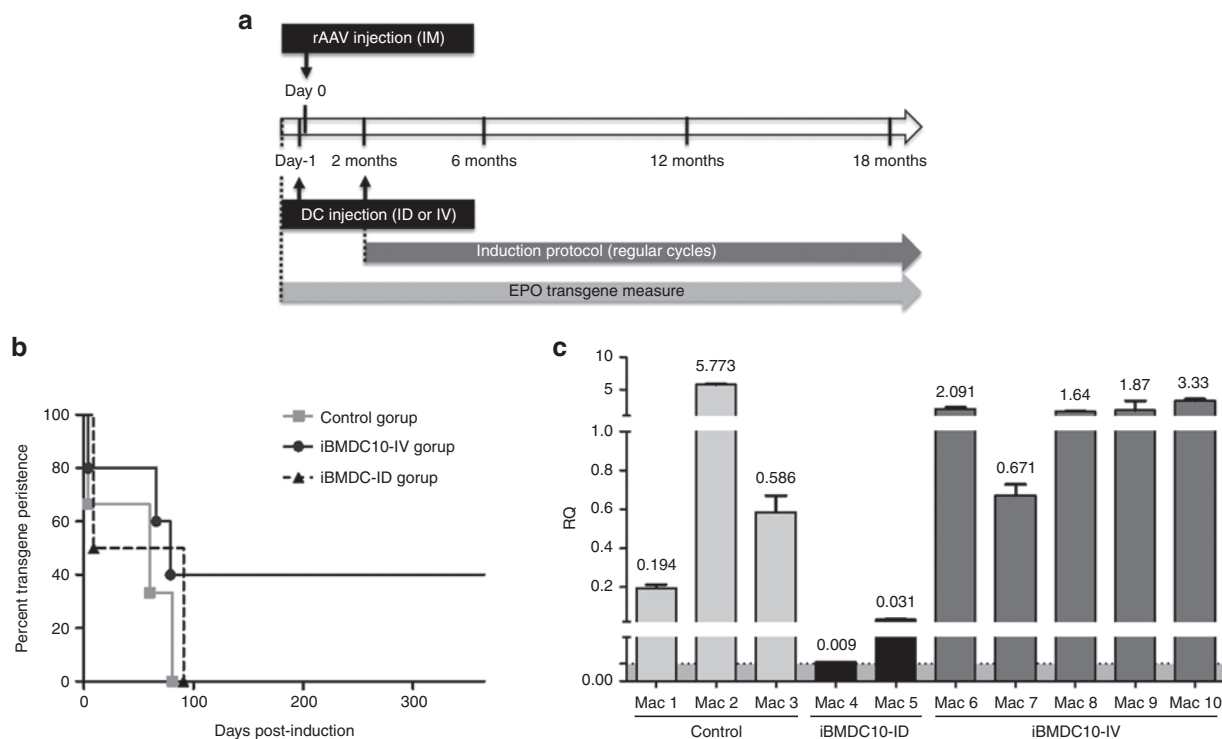 a
rAAV injection (IM)
Day 0
Day-1 2 months 6 months 12 months 18 months
DC injection (ID or IV)
Induction protocol (regular cycles)
EPO transgene measure
b
Percent transgene peristence
100
80
60
40
20
0
0 100 200 300
Days post-induction
Control gorup
iBMDC10-IV gorup
iBMDC-ID gorup
c
RQ
10
5
1.0
0.8
0.6
0.4
0.2
0.00
0.194
5.773
0.586
0.009
0.031
2.091
0.671
1.64
1.87
3.33
Mac 1 Mac 2 Mac 3 Mac 4 Mac 5 Mac 6 Mac 7 Mac 8 Mac 9 Mac 10
Control iBMDC10-ID iBMDC10-IV